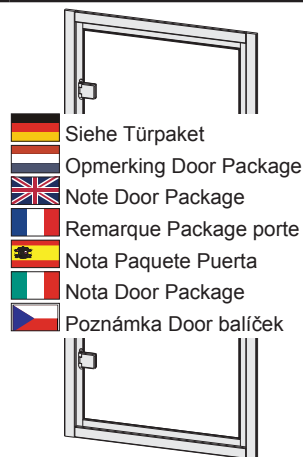 Siehe Türpaket
Opmerking Door Package
Note Door Package
Remarque Package porte
Nota Paquete Puerta
Nota Door Package
Poznámka Door balíček